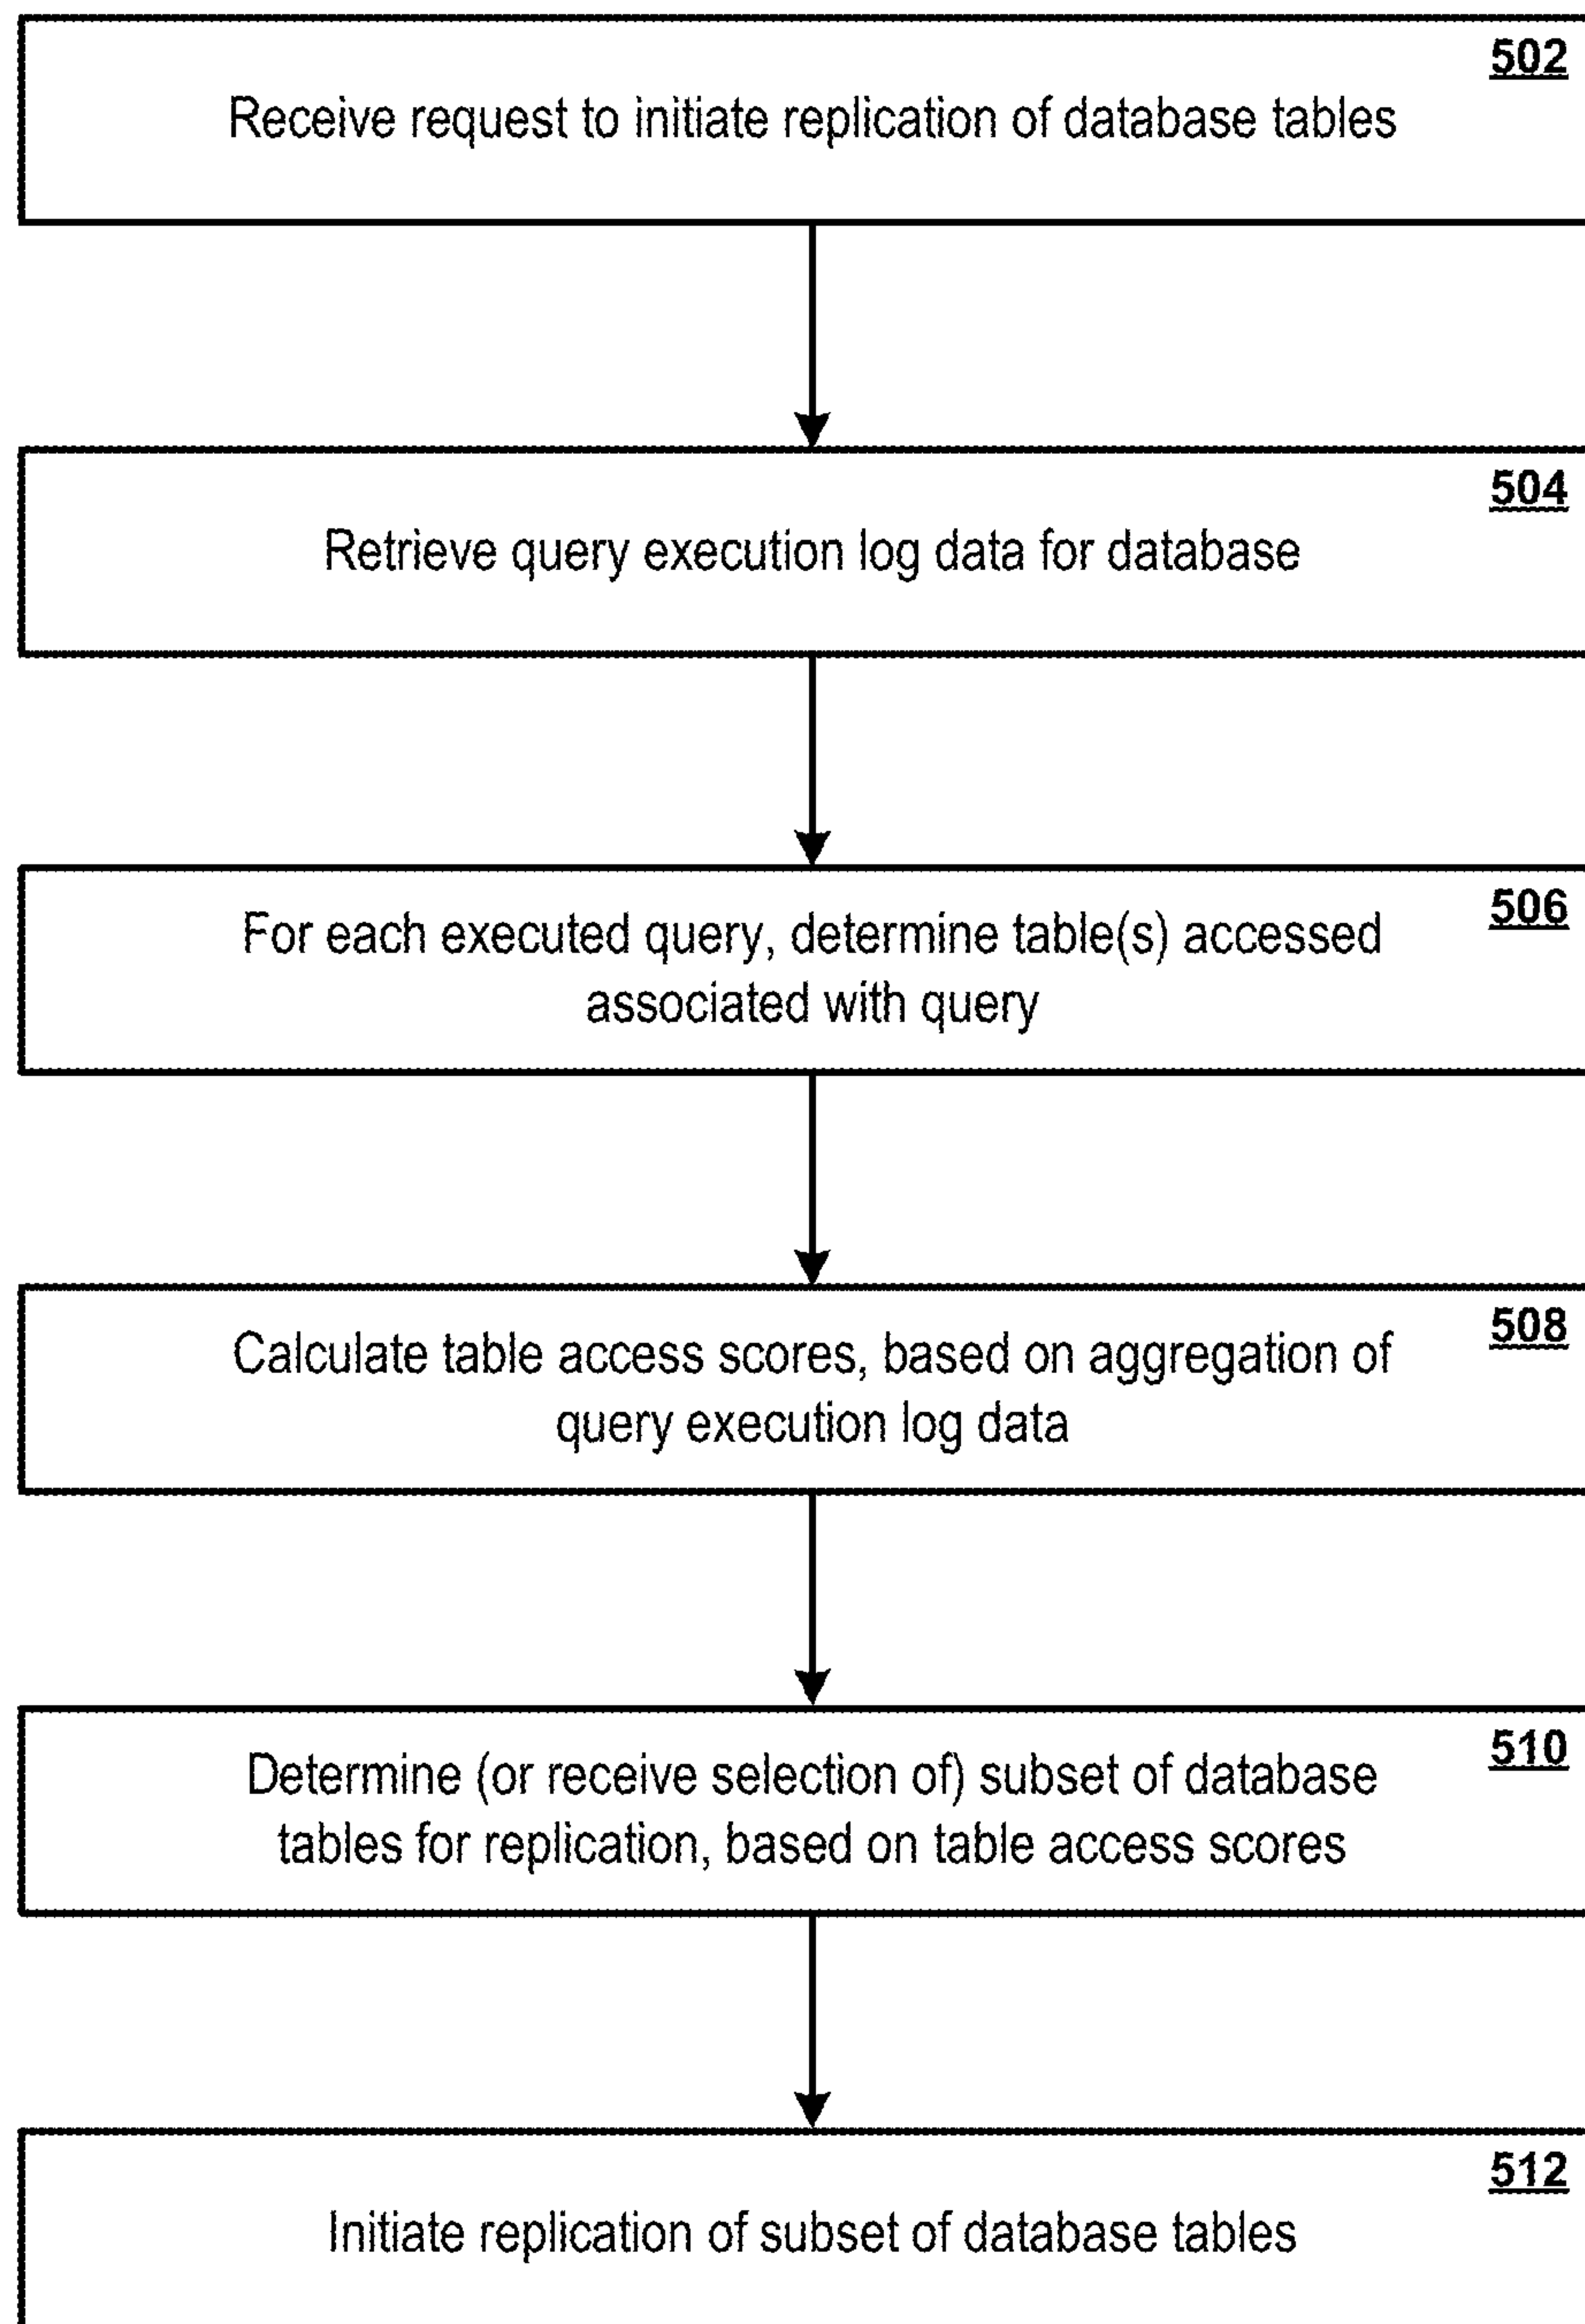 502
Receive request to initiate replication of database tables
504
Retrieve query execution log data for database
506
For each executed query, determine table(s) accessed
associated with query
508
Calculate table access scores, based on aggregation of
query execution log data
510
Determine (or receive selection of) subset of database
tables for replication, based on table access scores
512
Initiate replication of subset of database tables